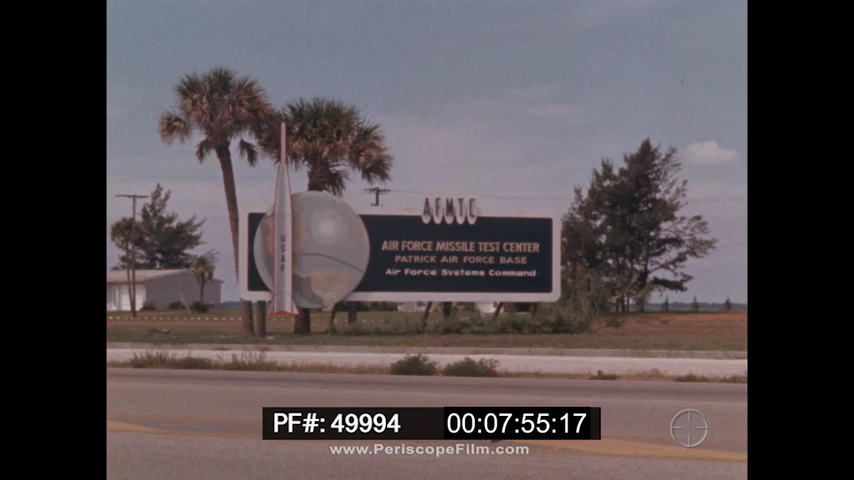 AFMTC
USAF
AIR FORCE MISSILE TEST CENTER
PATRICK AIR FORCE BASE
Air Force Systems Command
PF#: 49994
00:07:55:17
www.PeriscopeFilm.com